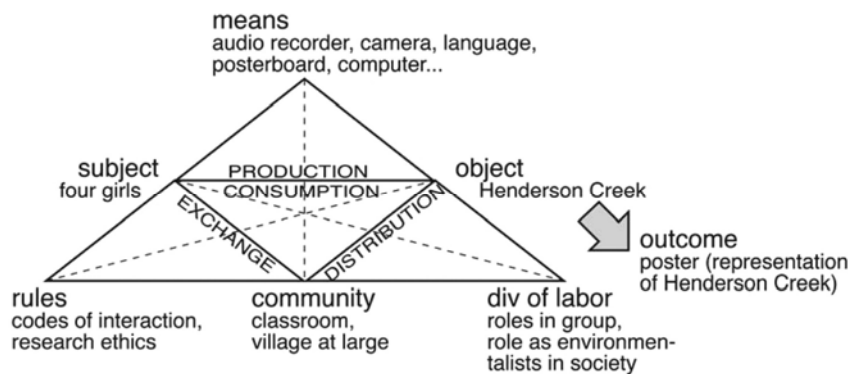 means
audio recorder, camera, language,
posterboard, computer...
subject
four girls
PRODUCTION
CONSUMPTION
object
Henderson Creek
EXCHANGE
DISTRIBUTION
outcome
poster (representation
of Henderson Creek)
rules
codes of interaction,
research ethics
community
classroom,
village at large
div of labor
roles in group,
role as environmen-
talists in society